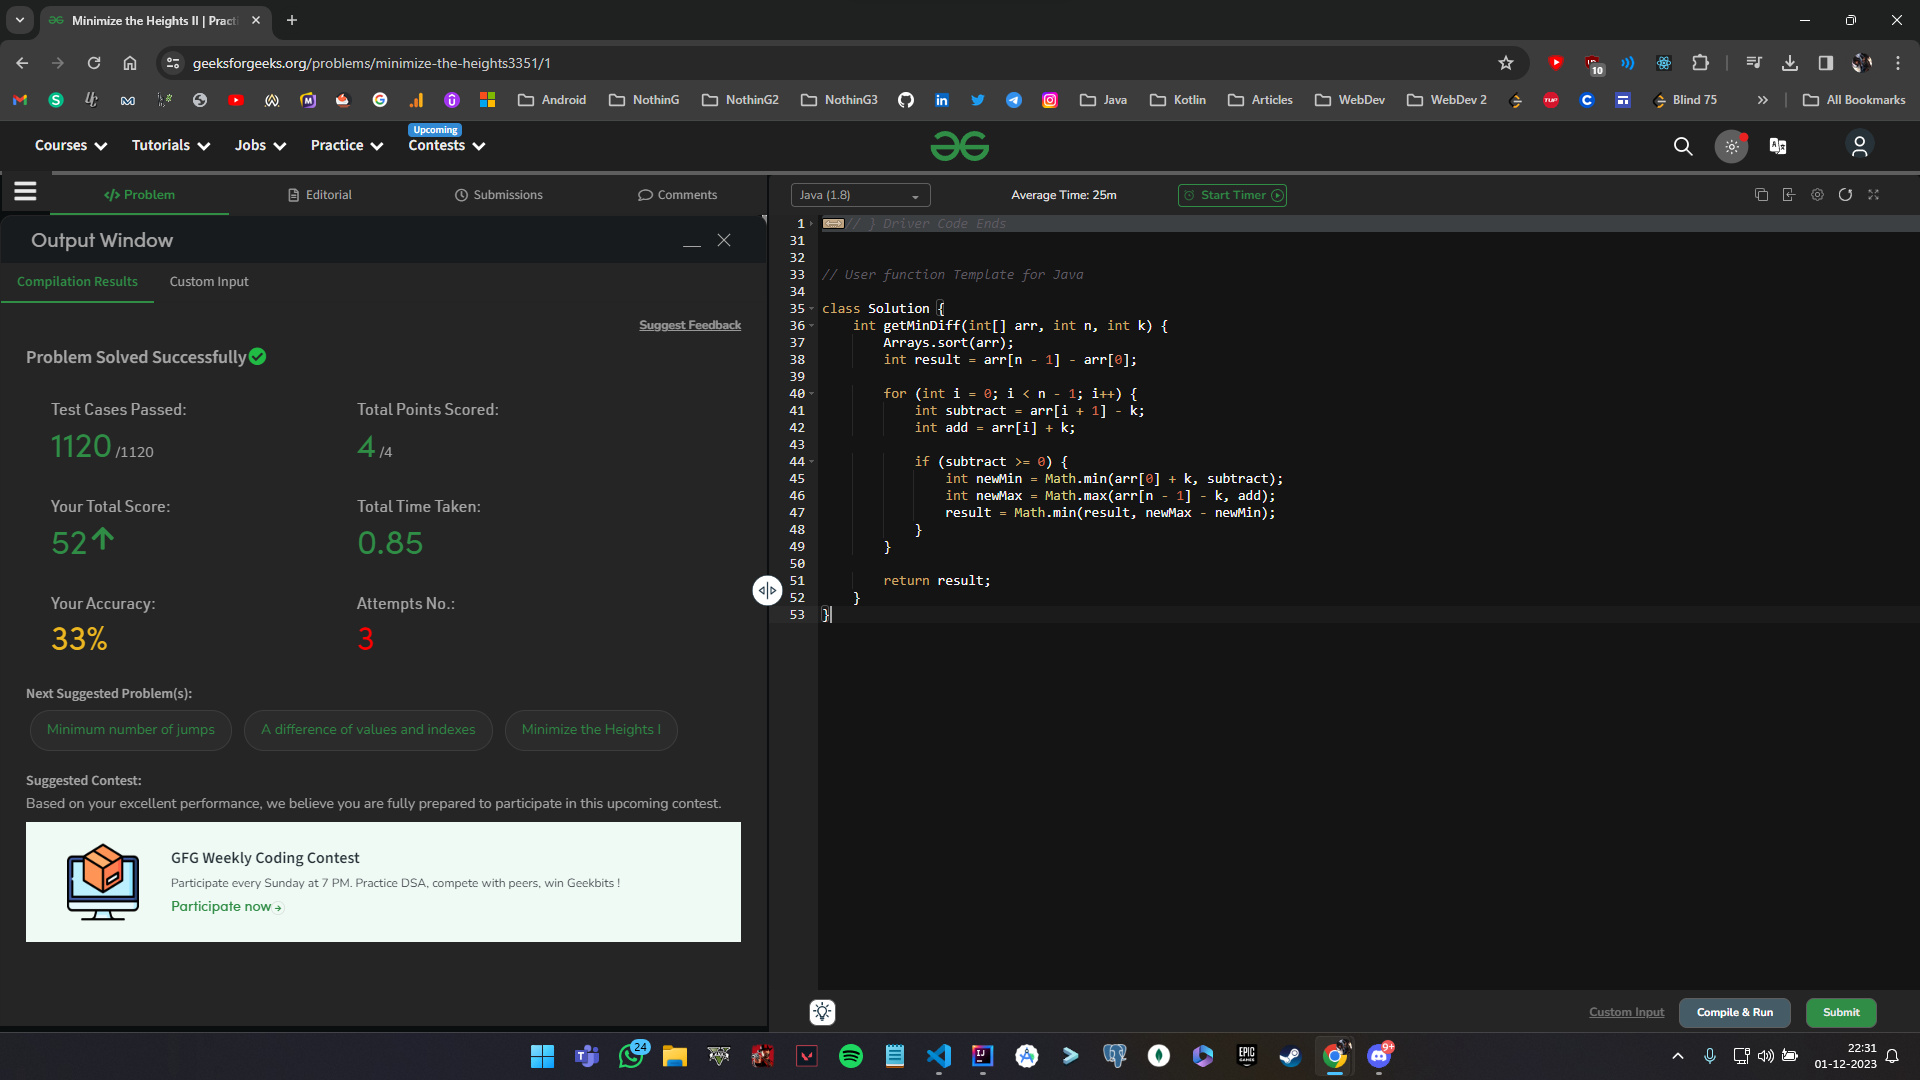 Minimize the Heights II | Practi
geeksforgeeks.org/problems/minimize-the-heights3351/1
10
Android
NothinG
NothinG2
NothinG3
Java
Kotlin
Articles
WebDev
WebDev 2
TUF
Blind 75
All Bookmarks
Courses
Tutorials
Jobs
Practice
Upcoming
Contests
Problem
Editorial
Submissions
Comments
Java (1.8)
Average Time: 25m
Start Timer
Output Window
Compilation Results
Custom Input
Suggest Feedback
Problem Solved Successfully
Test Cases Passed:
1120 /1120
Total Points Scored:
4 /4
Your Total Score:
52
Total Time Taken:
0.85
Your Accuracy:
33%
Attempts No.:
3
Next Suggested Problem(s):
Minimum number of jumps
A difference of values and indexes
Minimize the Heights I
Suggested Contest:
Based on your excellent performance, we believe you are fully prepared to participate in this upcoming contest.
GFG Weekly Coding Contest
Participate every Sunday at 7 PM. Practice DSA, compete with peers, win Geekbits !
Participate now
1 // } Driver Code Ends
31
32
33 // User function Template for Java
34
35 class Solution {
36     int getMinDiff(int[] arr, int n, int k) {
37         Arrays.sort(arr);
38         int result = arr[n - 1] - arr[0];
39
40         for (int i = 0; i < n - 1; i++) {
41             int subtract = arr[i + 1] - k;
42             int add = arr[i] + k;
43
44             if (subtract >= 0) {
45                 int newMin = Math.min(arr[0] + k, subtract);
46                 int newMax = Math.max(arr[n - 1] - k, add);
47                 result = Math.min(result, newMax - newMin);
48             }
49         }
50
51         return result;
52     }
53 }
Custom Input
Compile & Run
Submit
24
EPIC GAMES
9+
22:31
01-12-2023